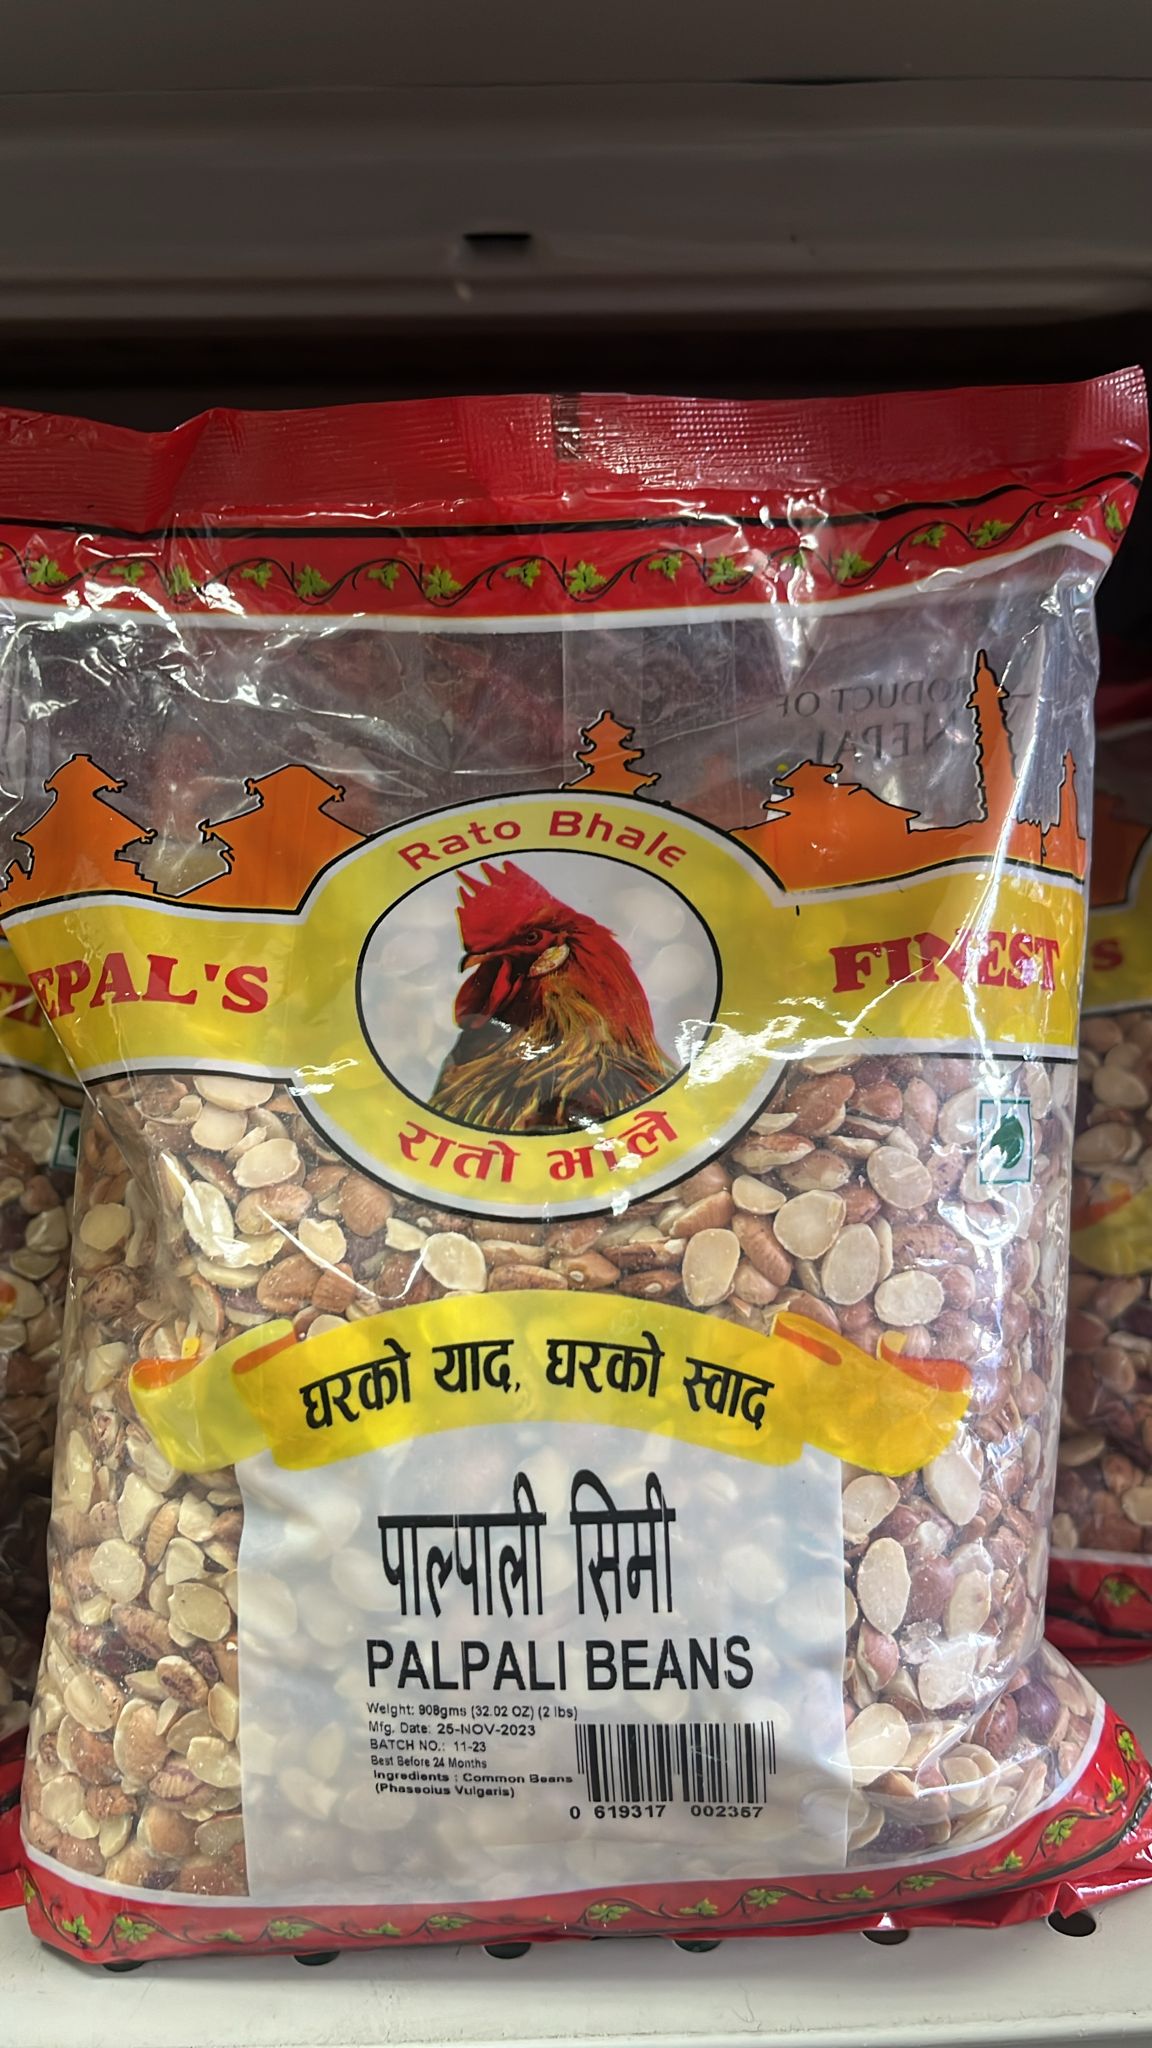 PRODUCT OF
NEPAL
Rato Bhale
EPAL'S
FINEST
S
रातो भाले
घरको याद, घरको स्वाद
पाल्पाली सिमी
PALPALI BEANS
Weight: 908gms (32.02 OZ) (2 lbs)
Mfg. Date: 25-NOV-2023
BATCH NO.: 11-23
Best Before 24 Months
Ingredients : Common Beans
(Phaseolus Vulgaris)
0 619317 002357